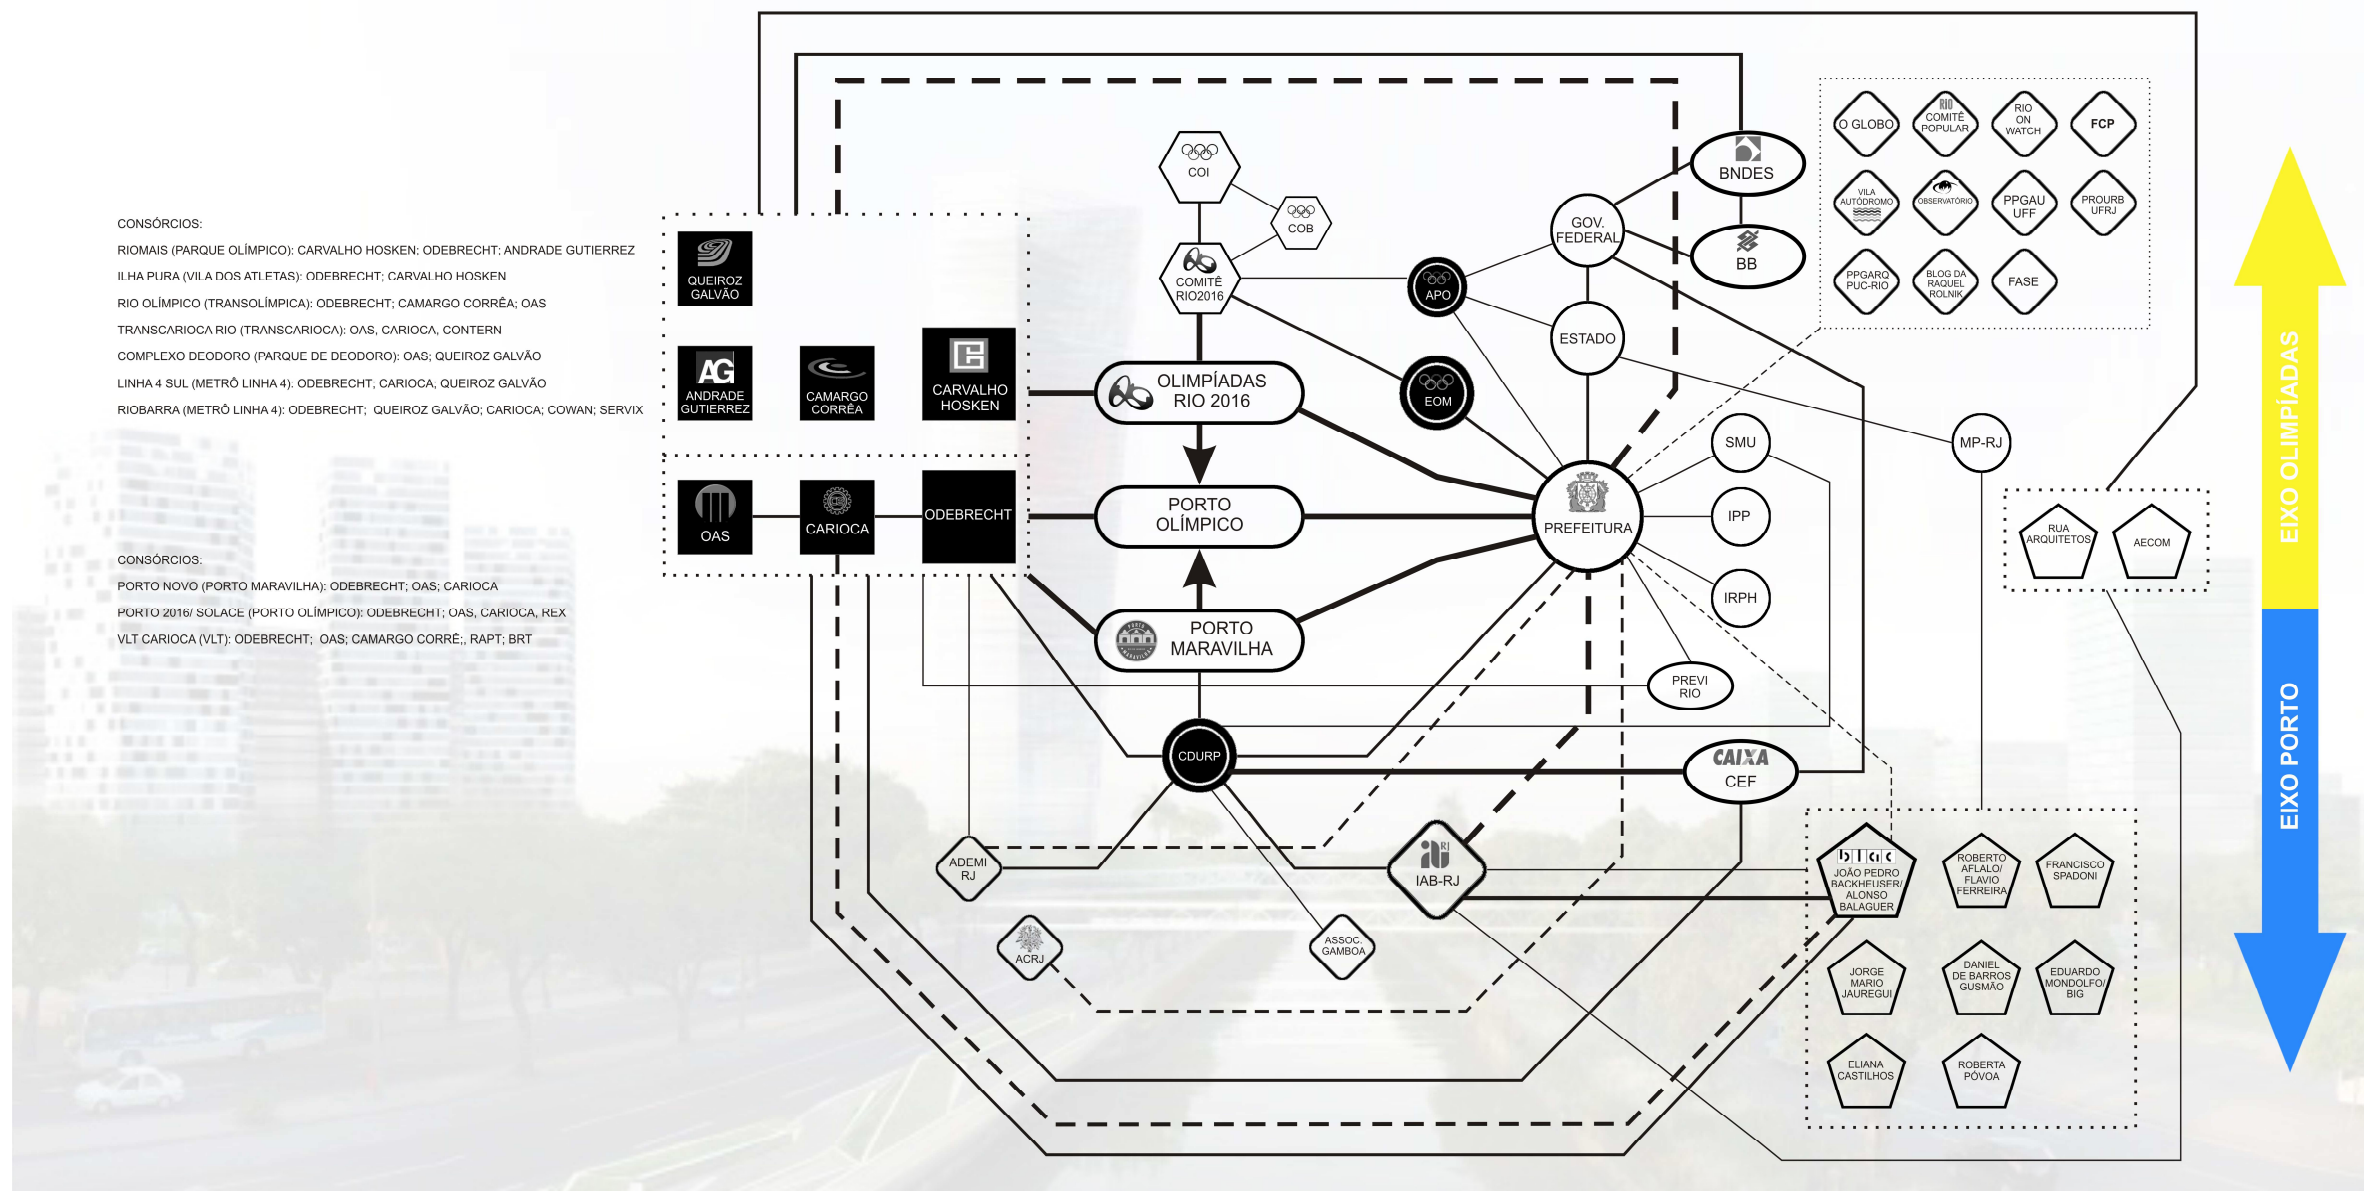 CONSÓRCIOS:
RIOMAIS (PARQUE OLÍMPICO): CARVALHO HOSKEN: ODEBRECHT; ANDRADE GUTIERREZ
ILHA PURA (VILA DOS ATLETAS): ODEBRECHT; CARVALHO HOSKEN
RIO OLÍMPICO (TRANSOLÍMPICA): ODEBRECHT; CAMARGO CORRÊA; OAS
TRANSCARIOCA RIO (TRANSCARIOCA): OAS, CARIOCA, CONTERN
COMPLEXO DEODORO (PARQUE DE DEODORO): OAS; QUEIROZ GALVÃO
LINHA 4 SUL (METRÔ LINHA 4). ODEBRECHT, CARIOCA, QUEIROZ GALVÃO
RIOBARRA (METRÔ LINHA 4): ODEBRECHT; QUEIROZ GALVÃO; CARIOCA; COWAN; SERVIX
CONSÓRCIOS:
PORTO NOVO (PORTO MARAVILHA): ODEBRECHT; OAS; CARIOCA
PORTO 2016/ SOLACE (PORTO OLÍMPICO): ODEBRECHT; OAS, CARIOCA, REX
VLT CARIOCA (VLT): ODEBRECHT; OAS; CAMARGO CORRÊ;, RAPT; BRT
QUEIROZ
GALVÃO
AG
ANDRADE
GUTIERREZ
CAMARGO
CORRÊA
CARVALHO
HOSKEN
OAS
CARIOCA
ODEBRECHT
COI
COB
COMITÊ
RIO2016
OLIMPÍADAS
RIO 2016
PORTO
OLÍMPICO
PORTO
MARAVILHA
PORTO
MARAVILHA
CDURP
APO
EOM
GOV.
FEDERAL
ESTADO
PREFEITURA
BNDES
BB
SMU
IPP
IRPH
PREVI
RIO
CAIXA
CEF
MP-RJ
ADEMI
RJ
ACRJ
ASSOC.
GAMBOA
RJ
IAB-RJ
O GLOBO
RIO
COMITÊ
POPULAR
RIO
ON
WATCH
FCP
VILA
AUTÓDROMO
OBSERVATÓRIO
PPGAU
UFF
PROURB
UFRJ
PPGARQ
PUC-RIO
BLOG DA
RAQUEL
ROLNIK
FASE
RUA
ARQUITETOS
AECOM
blac
JOÃO PEDRO
BACKHEUSER/
ALONSO
BALAGUER
ROBERTO
AFLALO/
FLAVIO
FERREIRA
FRANCISCO
SPADONI
JORGE
MARIO
JAUREGUI
DANIEL
DE BARROS
GUSMÃO
EDUARDO
MONDOLFO/
BIG
ELIANA
CASTILHOS
ROBERTA
PÓVOA
EIXO OLIMPÍADAS
EIXO PORTO